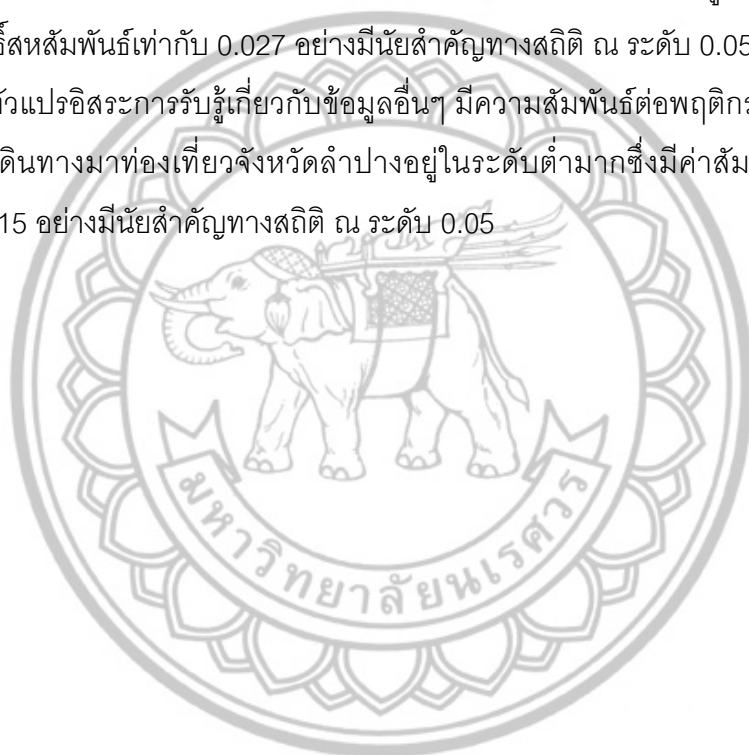 ธิ์สหสัมพันธ์เท่ากับ 0.027 อย่างมีนัยสำคัญทางสถิติ ณ ระดับ 0.05
ตัวแปรอิสระการรับรู้เกี่ยวกับข้อมูลอื่นๆ มีความสัมพันธ์ต่อพฤติกร
เดินทางมาท่องเที่ยวจังหวัดลำปางอยู่ในระดับต่ำมากซึ่งมีค่าสัม
15 อย่างมีนัยสำคัญทางสถิติ ณ ระดับ 0.05
มหาวิทยาลัยนเรศวร